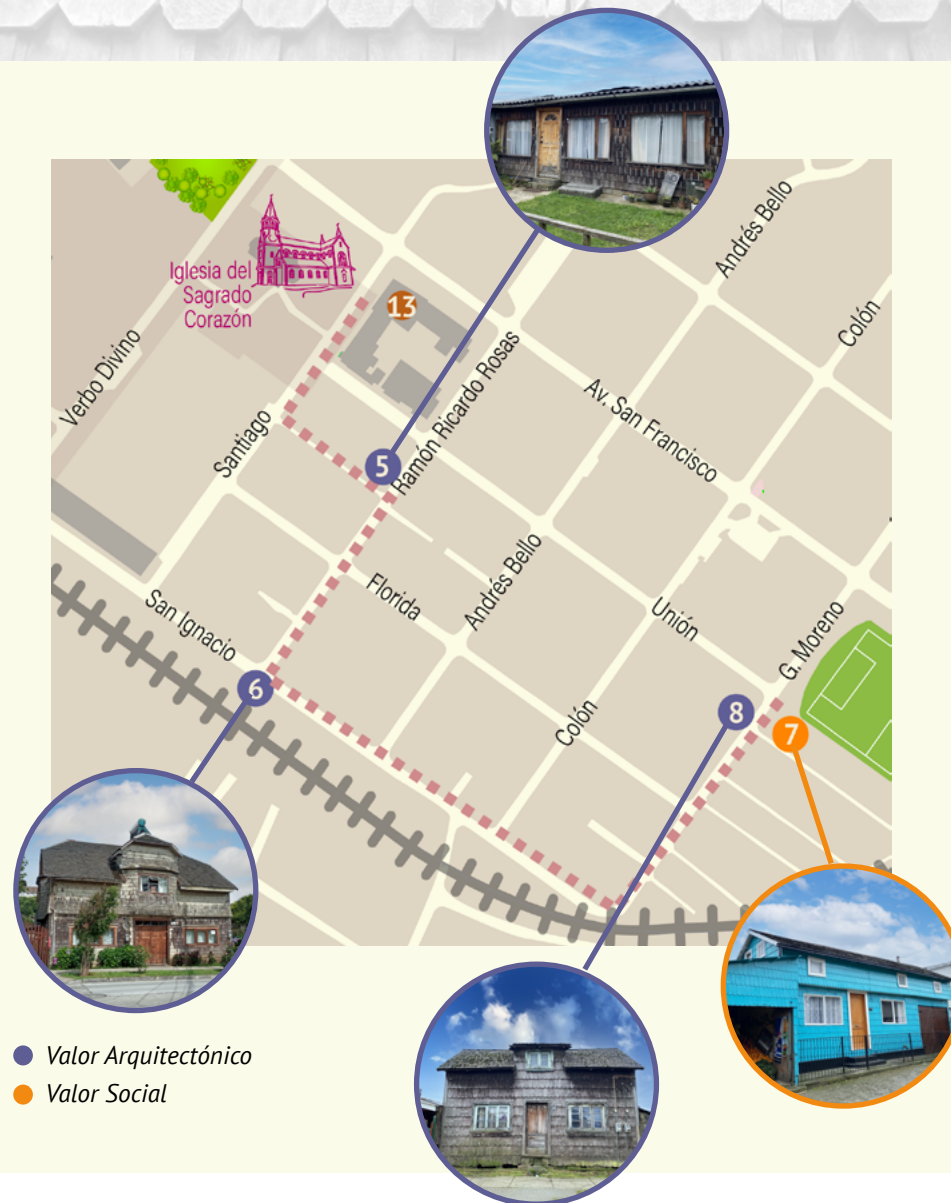 Iglesia del
Sagrado
Corazón
13
Verbo Divino
Santiago
Ramón Ricardo Rosas
Andrés Bello
Colón
Av. San Francisco
5
Florida
Andrés Bello
Unión
San Ignacio
6
Colón
G. Moreno
8
7
Valor Arquitectónico
Valor Social